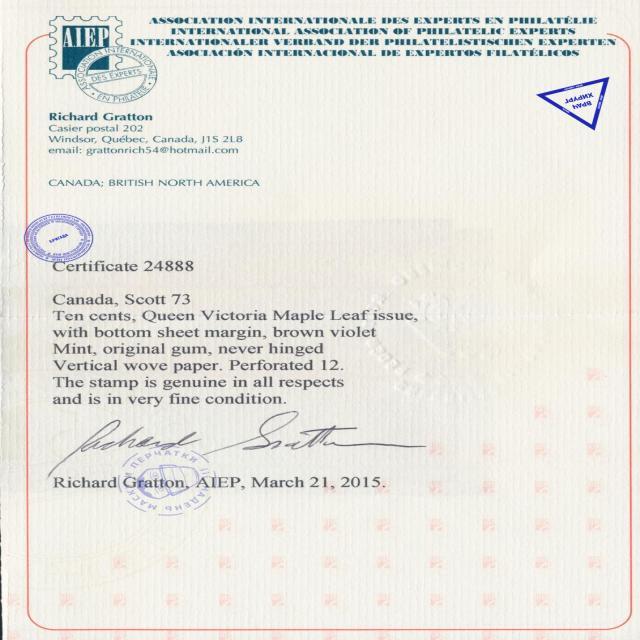 ASSOCIATION INTERNATIONALE DES EXPERTS EN PHILATÉLIE
INTERNATIONAL ASSOCIATION OF PHILATELIC EXPERTS
INTERNATIONALER VERBAND DER PHILATELISTISCHEN EXPERTEN
ASOCIACIÓN INTERNACIONAL DE EXPERTOS FILATÉLICOS
AIEP
ASSOCIATION INTERNATIONALE
DES EXPERTS
EN PHILATÉLIE
ВРАЧ
ХИРУРГ
Richard Gratton
Casier postal 202
Windsor, Québec, Canada, J1S 2L8
email: grattonrich54@hotmail.com
CANADA; BRITISH NORTH AMERICA
Certificate 24888
Canada, Scott 73
Ten cents, Queen Victoria Maple Leaf issue,
with bottom sheet margin, brown violet
Mint, original gum, never hinged
Vertical wove paper. Perforated 12.
The stamp is genuine in all respects
and is in very fine condition.
Richard Gratton
МАСКИ ПЕРЧАТКИ
Richard Gratton, AIEP, March 21, 2015.